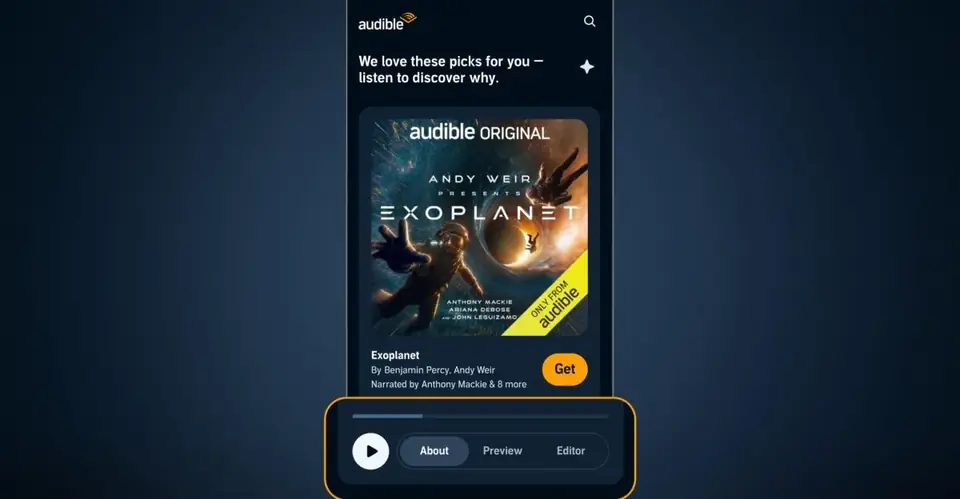 audible
We love these picks for you —
listen to discover why.
audible ORIGINAL
ANDY WEIR
PRESENTS
EXOPLANET
ANTHONY MACKIE
ARIANA DEBOSE
AND JOHN LEGUIZAMO
ONLY FROM
audible
Exoplanet
By Benjamin Percy, Andy Weir
Narrated by Anthony Mackie & 8 more
Get
About
Preview
Editor